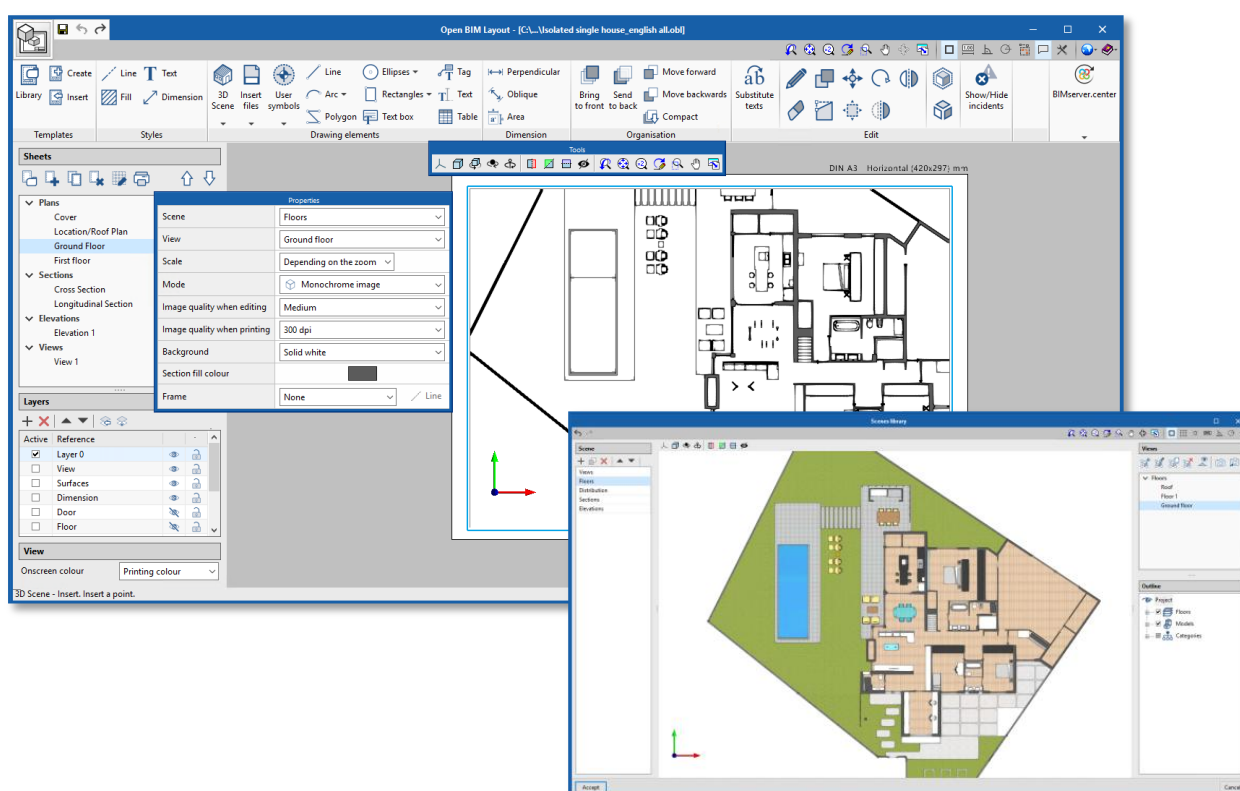 Open BIM Layout - [C:\...\Isolated single house_english all.obl]
Library
Create
Insert
Templates
Line
Text
Fill
Dimension
Styles
3D Scene
Insert files
User symbols
Line
Arc
Polygon
Ellipses
Rectangles
Text box
Tag
Text
Table
Drawing elements
Perpendicular
Oblique
Area
Dimension
Bring to front
Send to back
Move forward
Move backwards
Compact
Organisation
Substitute texts
Edit
Show/Hide incidents
BIMserver.center
Sheets
Plans
Cover
Location/Roof Plan
Ground Floor
First floor
Sections
Cross Section
Longitudinal Section
Elevations
Elevation 1
Views
View 1
Layers
Active Reference
Layer 0
View
Surfaces
Dimension
Door
Floor
View
Onscreen colour Printing colour
3D Scene - Insert. Insert a point.
Properties
Scene Floors
View Ground floor
Scale Depending on the zoom
Mode Monochrome image
Image quality when editing Medium
Image quality when printing 300 dpi
Background Solid white
Section fill colour
Frame None Line
Tools
DIN A3 Horizontal (420x297) mm
Scenes library
Scene
Views
Floors
Distribution
Sections
Elevations
Views
Floors
Roof
Floor 1
Ground floor
Outline
Project
Floors
Models
Categories
Accept